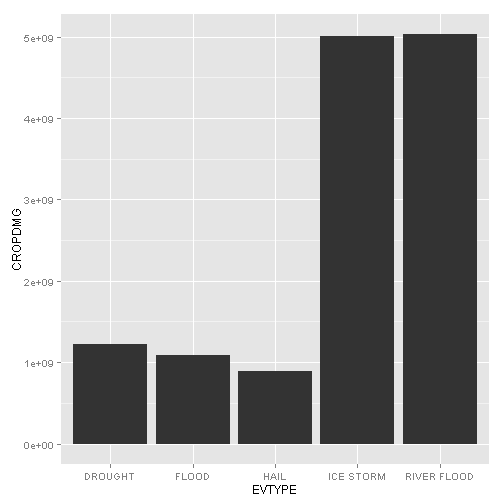 5e+09
4e+09
3e+09
2e+09
1e+09
0e+00
CROPDMG
DROUGHT
FLOOD
HAIL
ICE STORM
RIVER FLOOD
EVTYPE